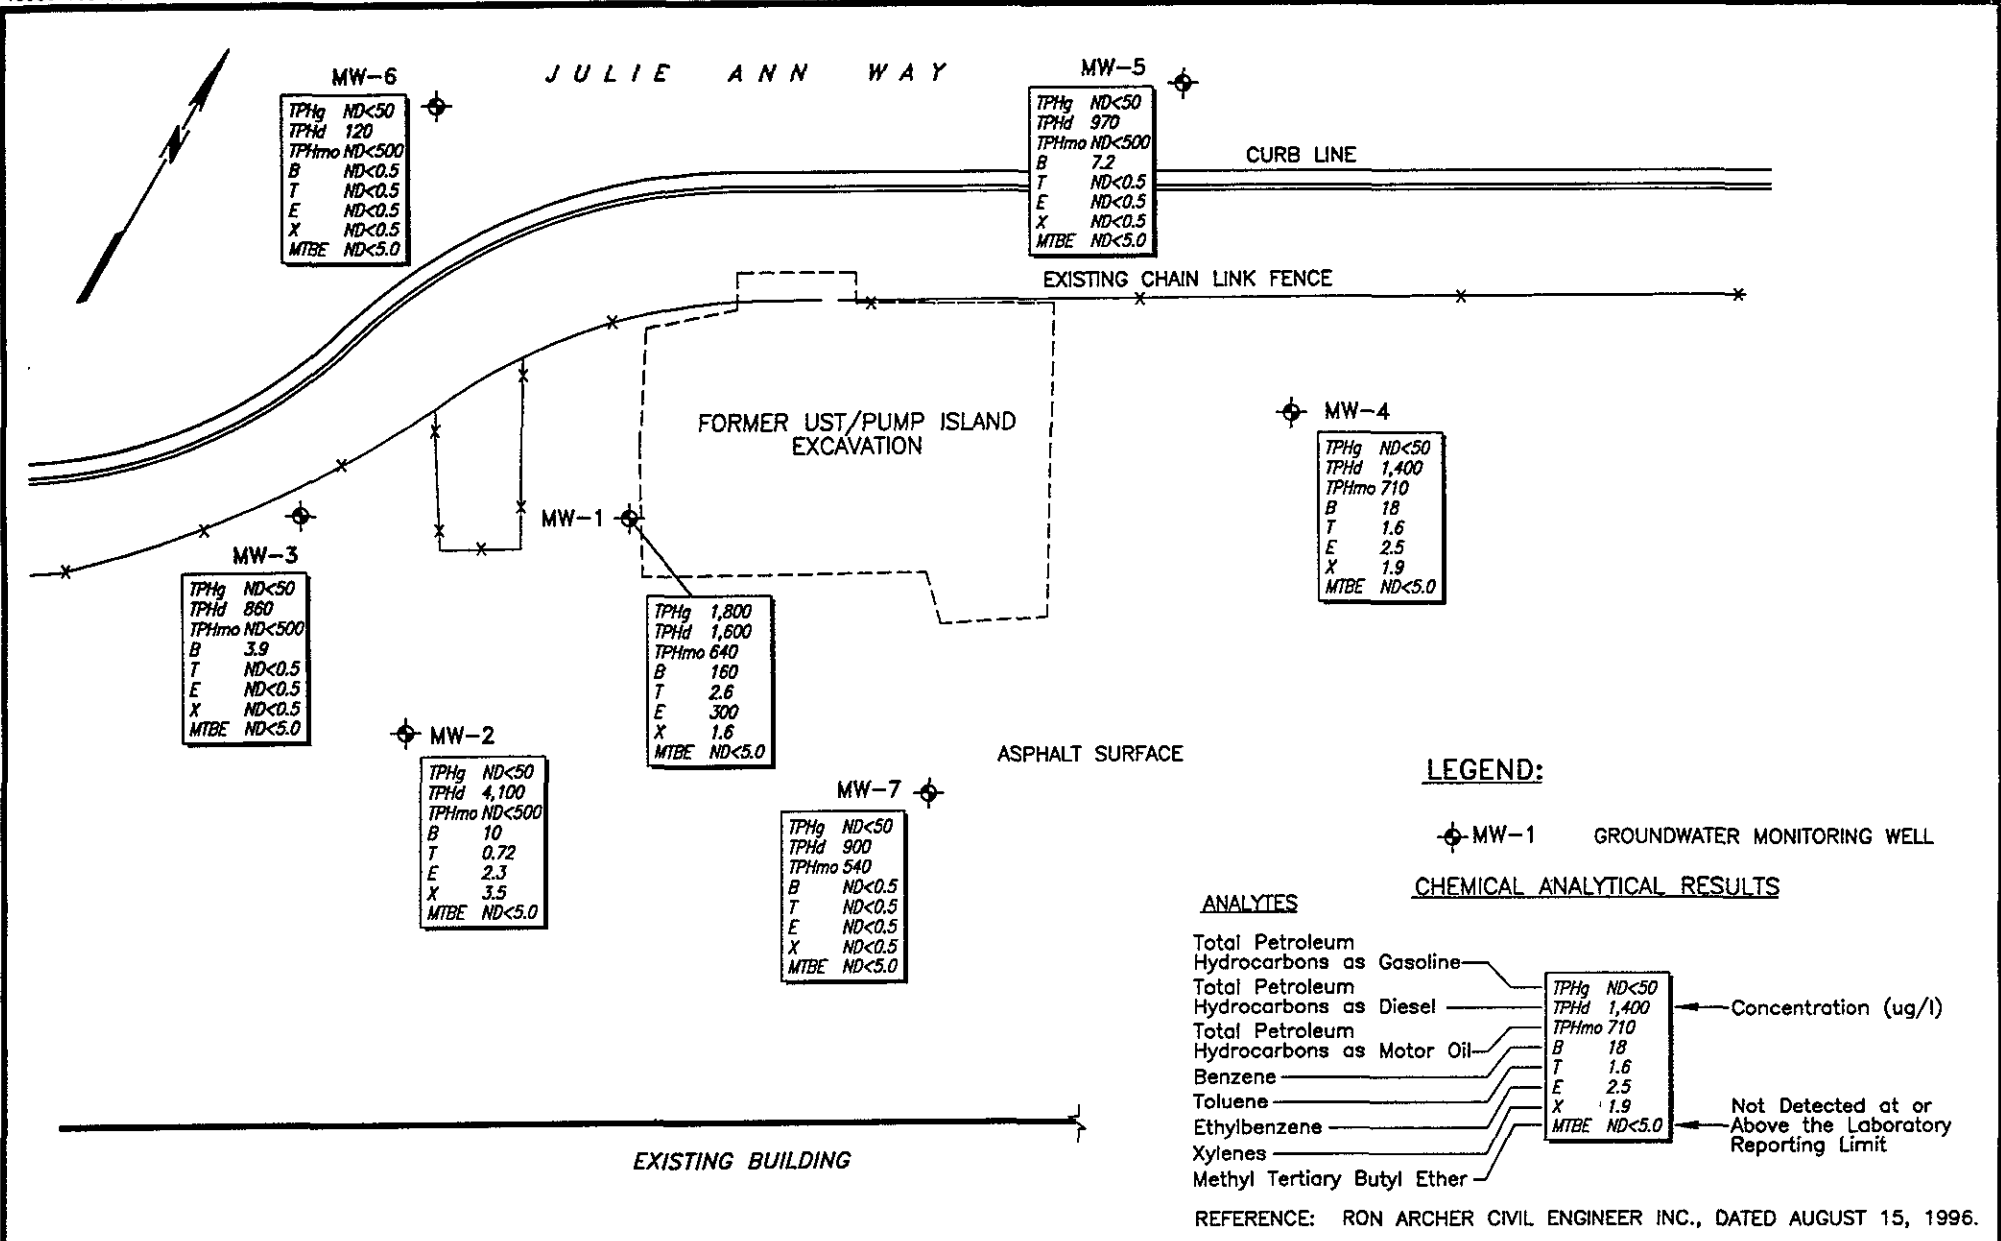 JULIE ANN WAY
MW-6
TPHg ND<50
TPHd 120
TPHmo ND<500
B ND<0.5
T ND<0.5
E ND<0.5
X ND<0.5
MTBE ND<5.0
MW-5
TPHg ND<50
TPHd 970
TPHmo ND<500
B 7.2
T ND<0.5
E ND<0.5
X ND<0.5
MTBE ND<5.0
CURB LINE
EXISTING CHAIN LINK FENCE
FORMER UST/PUMP ISLAND
EXCAVATION
MW-4
TPHg ND<50
TPHd 1,400
TPHmo 710
B 18
T 1.6
E 2.5
X 1.9
MTBE ND<5.0
MW-1
TPHg 1,800
TPHd 1,600
TPHmo 640
B 160
T 2.6
E 300
X 1.6
MTBE ND<5.0
MW-3
TPHg ND<50
TPHd 860
TPHmo ND<500
B 3.9
T ND<0.5
E ND<0.5
X ND<0.5
MTBE ND<5.0
MW-2
TPHg ND<50
TPHd 4,100
TPHmo ND<500
B 10
T 0.72
E 2.3
X 3.5
MTBE ND<5.0
MW-7
TPHg ND<50
TPHd 900
TPHmo 540
B ND<0.5
T ND<0.5
E ND<0.5
X ND<0.5
MTBE ND<5.0
ASPHALT SURFACE
EXISTING BUILDING
LEGEND:
MW-1 GROUNDWATER MONITORING WELL
CHEMICAL ANALYTICAL RESULTS
ANALYTES
Total Petroleum
Hydrocarbons as Gasoline
Total Petroleum
Hydrocarbons as Diesel
Total Petroleum
Hydrocarbons as Motor Oil
Benzene
Toluene
Ethylbenzene
Xylenes
Methyl Tertiary Butyl Ether
TPHg ND<50
TPHd 1,400
TPHmo 710
B 18
T 1.6
E 2.5
X 1.9
MTBE ND<5.0
Concentration (ug/l)
Not Detected at or
Above the Laboratory
Reporting Limit
REFERENCE: RON ARCHER CIVIL ENGINEER INC., DATED AUGUST 15, 1996.